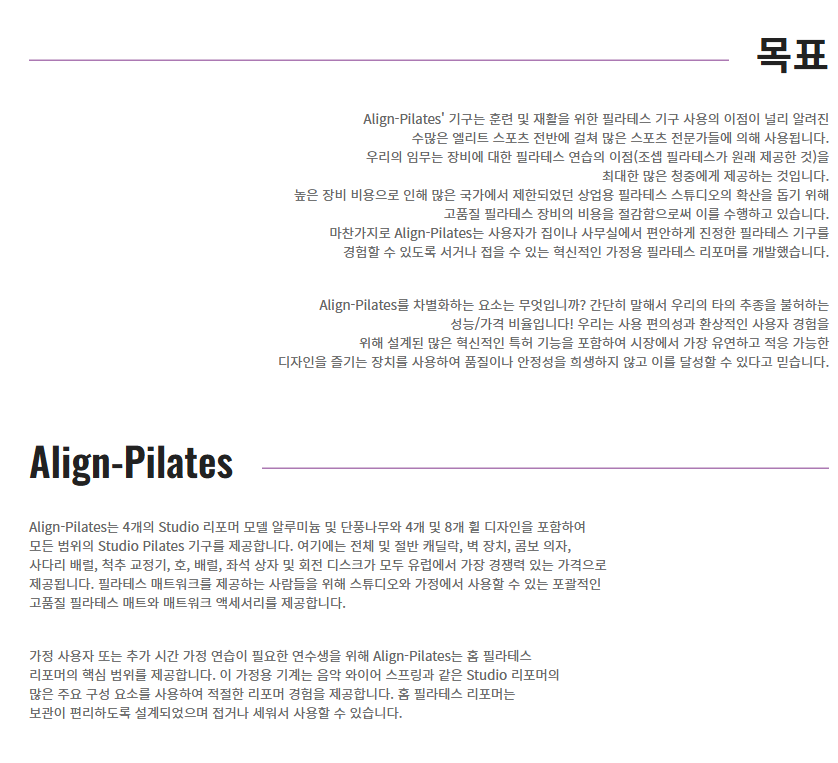 목표
Align-Pilates' 기구는 훈련 및 재활을 위한 필라테스 기구 사용의 이점이 널리 알려진
수많은 엘리트 스포츠 전반에 걸쳐 많은 스포츠 전문가들에 의해 사용됩니다.
우리의 임무는 장비에 대한 필라테스 연습의 이점(조셉 필라테스가 원래 제공한 것)을
최대한 많은 청중에게 제공하는 것입니다.
높은 장비 비용으로 인해 많은 국가에서 제한되었던 상업용 필라테스 스튜디오의 확산을 돕기 위해
고품질 필라테스 장비의 비용을 절감함으로써 이를 수행하고 있습니다.
마찬가지로 Align-Pilates는 사용자가 집이나 사무실에서 편안하게 진정한 필라테스 기구를
경험할 수 있도록 서거나 접을 수 있는 혁신적인 가정용 필라테스 리포머를 개발했습니다.
Align-Pilates를 차별화하는 요소는 무엇입니까? 간단히 말해서 우리의 타의 추종을 불허하는
성능/가격 비율입니다! 우리는 사용 편의성과 환상적인 사용자 경험을
위해 설계된 많은 혁신적인 특허 기능을 포함하여 시장에서 가장 유연하고 적응 가능한
디자인을 즐기는 장치를 사용하여 품질이나 안정성을 희생하지 않고 이를 달성할 수 있다고 믿습니다.
Align-Pilates
Align-Pilates는 4개의 Studio 리포머 모델 알루미늄 및 단풍나무와 4개 및 8개 휠 디자인을 포함하여
모든 범위의 Studio Pilates 기구를 제공합니다. 여기에는 전체 및 절반 캐딜락, 벽 장치, 콤보 의자,
사다리 배럴, 척추 교정기, 호, 배럴, 좌석 상자 및 회전 디스크가 모두 유럽에서 가장 경쟁력 있는 가격으로
제공됩니다. 필라테스 매트워크를 제공하는 사람들을 위해 스튜디오와 가정에서 사용할 수 있는 포괄적인
고품질 필라테스 매트와 매트워크 액세서리를 제공합니다.
가정 사용자 또는 추가 시간 가정 연습이 필요한 연수생을 위해 Align-Pilates는 홈 필라테스
리포머의 핵심 범위를 제공합니다. 이 가정용 기계는 음악 와이어 스프링과 같은 Studio 리포머의
많은 주요 구성 요소를 사용하여 적절한 리포머 경험을 제공합니다. 홈 필라테스 리포머는
보관이 편리하도록 설계되었으며 접거나 세워서 사용할 수 있습니다.